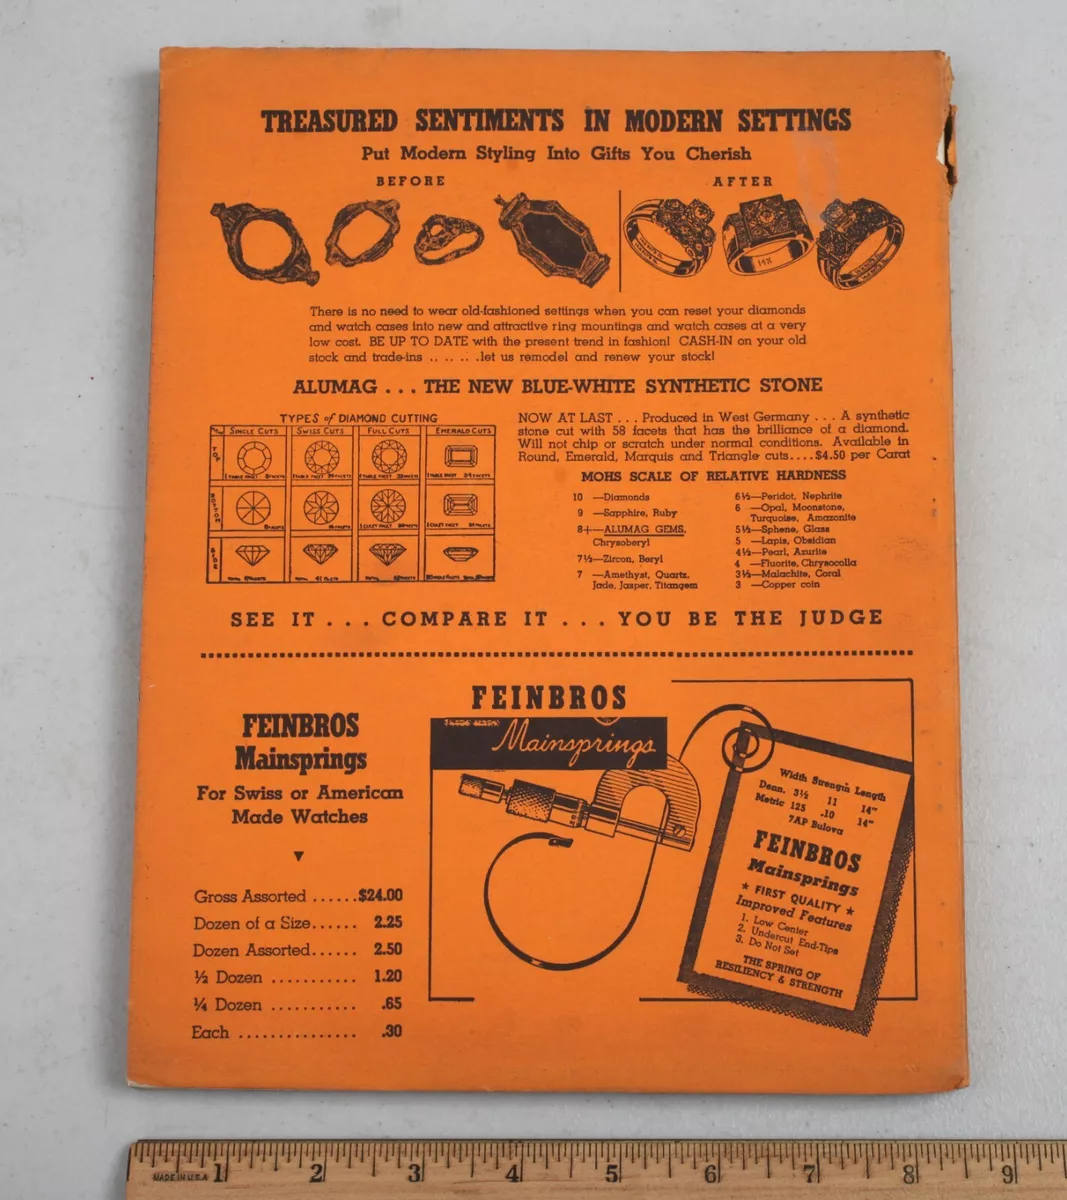 TREASURED SENTIMENTS IN MODERN SETTINGS
Put Modern Styling Into Gifts You Cherish
BEFORE
AFTER
14K
There is no need to wear old-fashioned settings when you can reset your diamonds
and watch cases into new and attractive ring mountings and watch cases at a very
low cost. BE UP TO DATE with the present trend in fashion! CASH-IN on your old
stock and trade-ins .. .. .. .let us remodel and renew your stock!
ALUMAG . . . THE NEW BLUE-WHITE SYNTHETIC STONE
TYPES of DIAMOND CUTTING
SINGLE CUTS
SWISS CUTS
FULL CUTS
EMERALD CUTS
TOP
BOTTOM
SIDE
NOW AT LAST . . . Produced in West Germany . . . A synthetic
stone cut with 58 facets that has the brilliance of a diamond.
Will not chip or scratch under normal conditions. Available in
Round, Emerald, Marquis and Triangle cuts....$4.50 per Carat
MOHS SCALE OF RELATIVE HARDNESS
10 —Diamonds
9 —Sapphire, Ruby
8+—ALUMAG GEMS,
Chrysoberyl
7½—Zircon, Beryl
7 —Amethyst, Quartz,
Jade, Jasper, Titangem
6½—Peridot, Nephrite
6 —Opal, Moonstone,
Turquoise, Amazonite
5½—Sphene, Glass
5 —Lapis, Obsidian
4½—Pearl, Azurite
4 —Fluorite, Chrysocolla
3½—Malachite, Coral
3 —Copper coin
SEE IT . . . COMPARE IT . . . YOU BE THE JUDGE
FEINBROS
Mainsprings
For Swiss or American
Made Watches
Gross Assorted ......$24.00
Dozen of a Size...... 2.25
Dozen Assorted...... 2.50
½ Dozen ........... 1.20
¼ Dozen ........... .65
Each .............. .30
FEINBROS
Mainsprings
Width Strength Length
Denn. 3½ 11 14"
Metric 125 .10 14"
7AP Bulova
FEINBROS
Mainsprings
★ FIRST QUALITY ★
Improved Features
1. Low Center
2. Undercut End-Tips
3. Do Not Set
THE SPRING OF
RESILIENCY & STRENGTH
MADE IN U.S.A
1 2 3 4 5 6 7 8 9